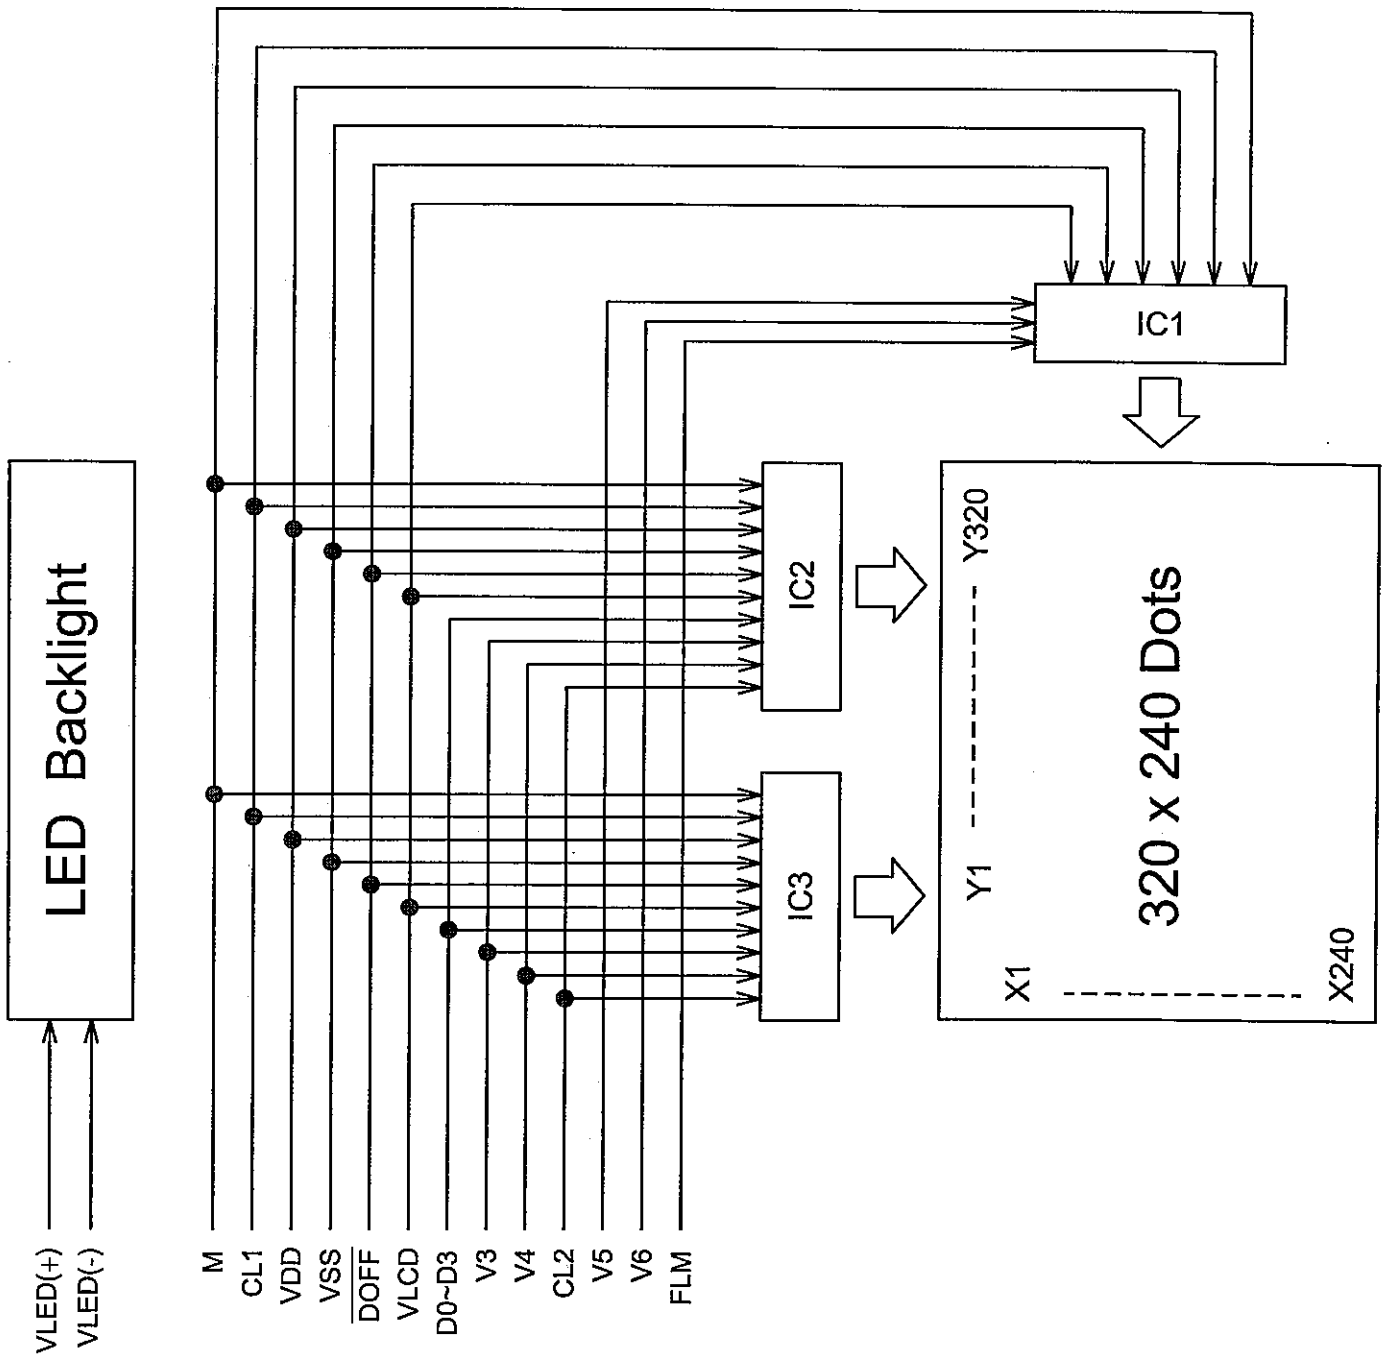 LED Backlight
VLED(+)
VLED(-)
M
CL1
VDD
VSS
DOFF
VLCD
D0~D3
V3
V4
CL2
V5
V6
FLM
IC1
IC2
IC3
Y1
Y320
X1
X240
320 x 240 Dots